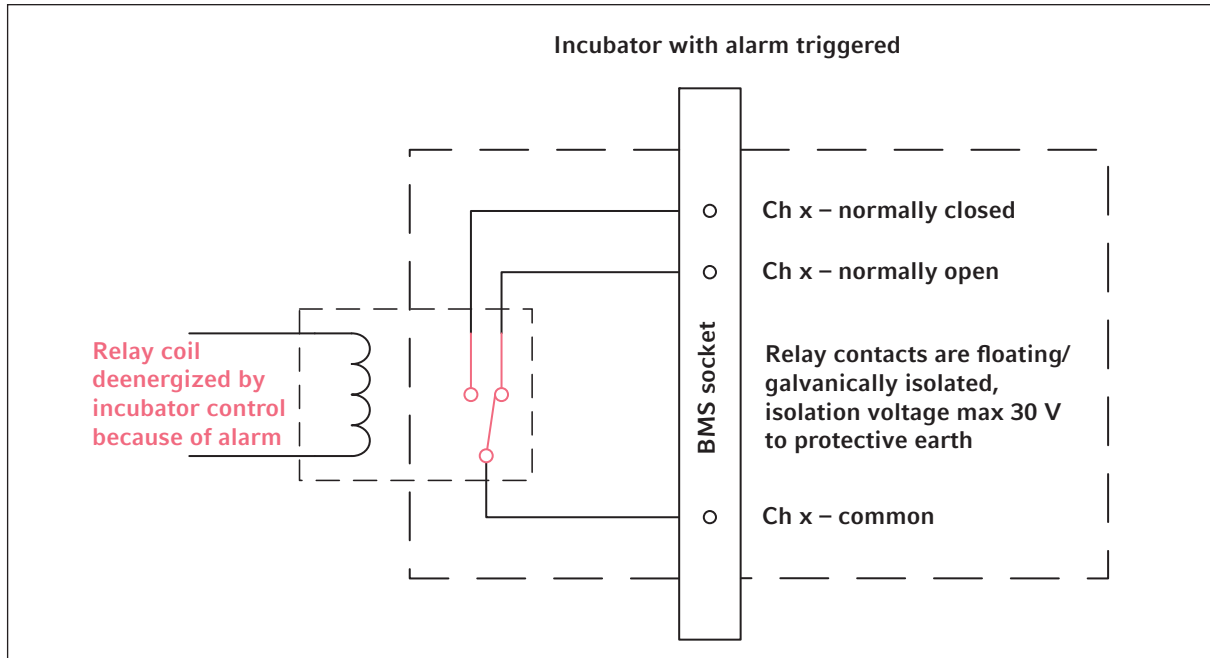 Incubator with alarm triggered
Ch x – normally closed
Ch x – normally open
Relay coil
deenergized by
incubator control
because of alarm
BMS socket
Relay contacts are floating/
galvanically isolated,
isolation voltage max 30 V
to protective earth
Ch x – common